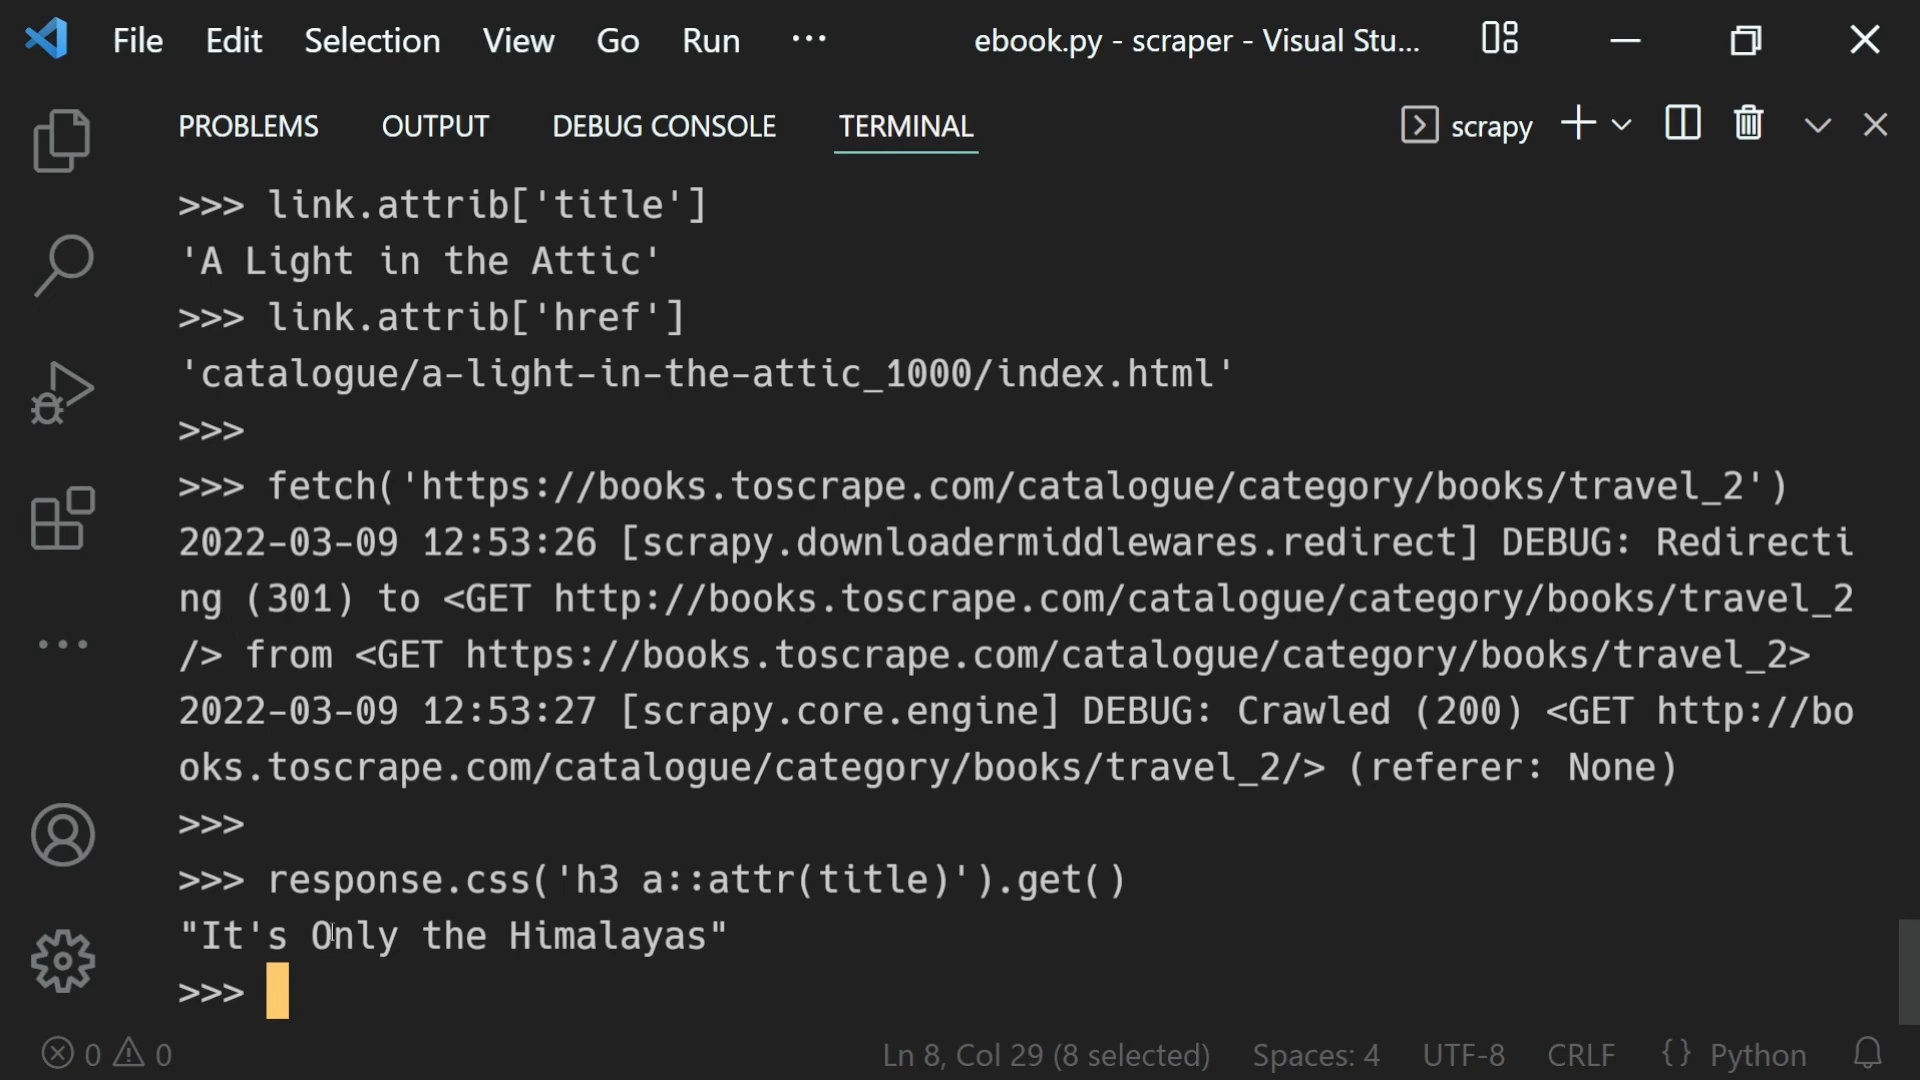 File Edit Selection View Go Run ··· ebook.py - scraper - Visual Stu...
PROBLEMS OUTPUT DEBUG CONSOLE TERMINAL scrapy
>>> link.attrib['title']
'A Light in the Attic'
>>> link.attrib['href']
'catalogue/a-light-in-the-attic_1000/index.html'
>>>
>>> fetch('https://books.toscrape.com/catalogue/category/books/travel_2')
2022-03-09 12:53:26 [scrapy.downloadermiddlewares.redirect] DEBUG: Redirecti
ng (301) to <GET http://books.toscrape.com/catalogue/category/books/travel_2
/> from <GET https://books.toscrape.com/catalogue/category/books/travel_2>
2022-03-09 12:53:27 [scrapy.core.engine] DEBUG: Crawled (200) <GET http://bo
oks.toscrape.com/catalogue/category/books/travel_2/> (referer: None)
>>>
>>> response.css('h3 a::attr(title)').get()
"It's Only the Himalayas"
>>>
0 0 Ln 8, Col 29 (8 selected) Spaces: 4 UTF-8 CRLF {} Python